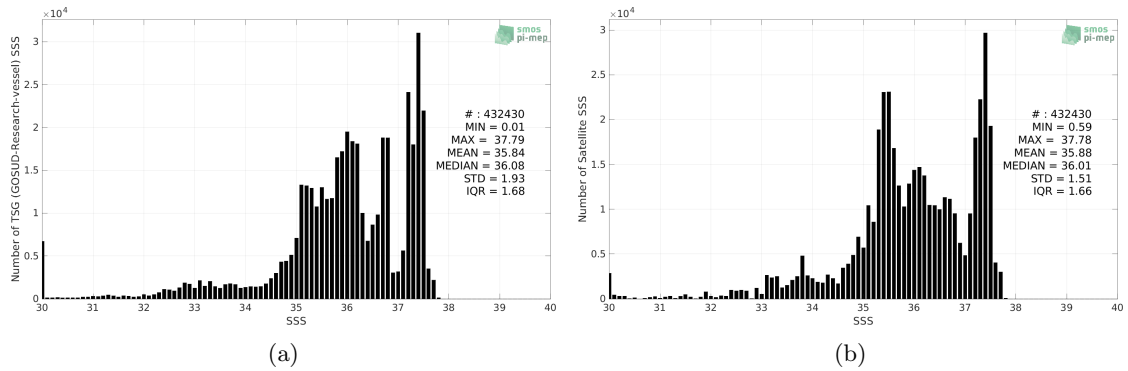 ×10⁴
3
2.5
2
1.5
1
0.5
0
Number of TSG (GOSUD-Research-vessel) SSS
smos
pi-mep
# : 432430
MIN = 0.01
MAX = 37.79
MEAN = 35.84
MEDIAN = 36.08
STD = 1.93
IQR = 1.68
30 31 32 33 34 35 36 37 38 39 40
SSS
(a)
×10⁴
3
2.5
2
1.5
1
0.5
0
Number of Satellite SSS
smos
pi-mep
# : 432430
MIN = 0.59
MAX = 37.78
MEAN = 35.88
MEDIAN = 36.01
STD = 1.51
IQR = 1.66
30 31 32 33 34 35 36 37 38 39 40
SSS
(b)